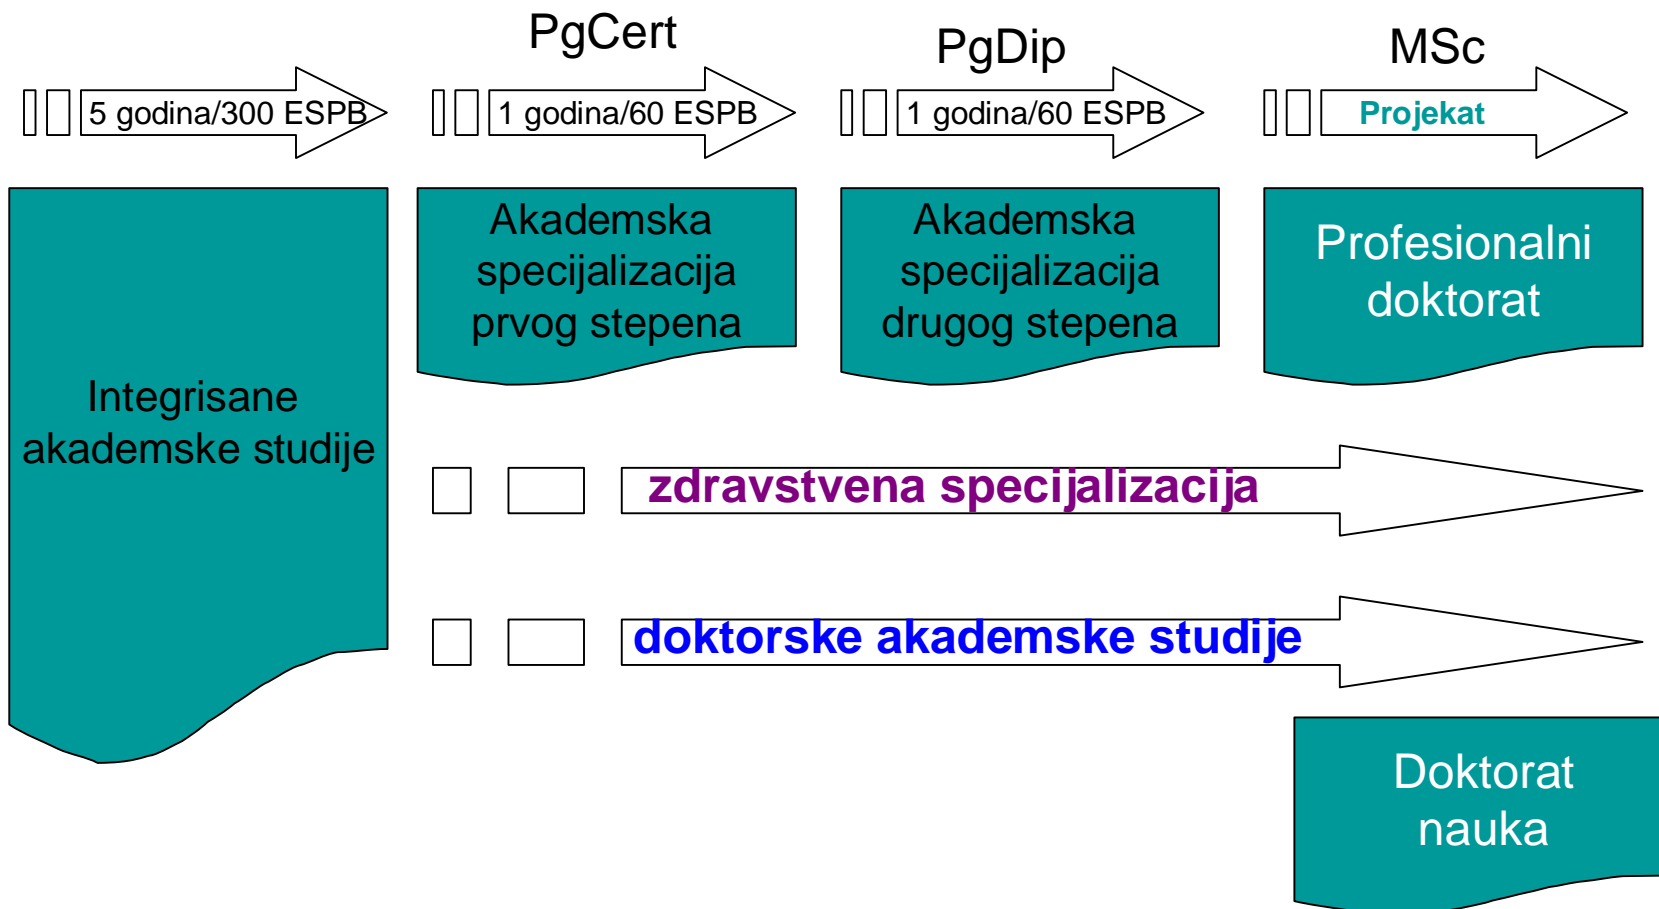 PgCert
PgDip
MSc
5 godina/300 ESPB
1 godina/60 ESPB
1 godina/60 ESPB
Projekat
Integrisane
akademske studije
Akademska
specijalizacija
prvog stepena
Akademska
specijalizacija
drugog stepena
Profesionalni
doktorat
zdravstvena specijalizacija
doktorske akademske studije
Doktorat
nauka